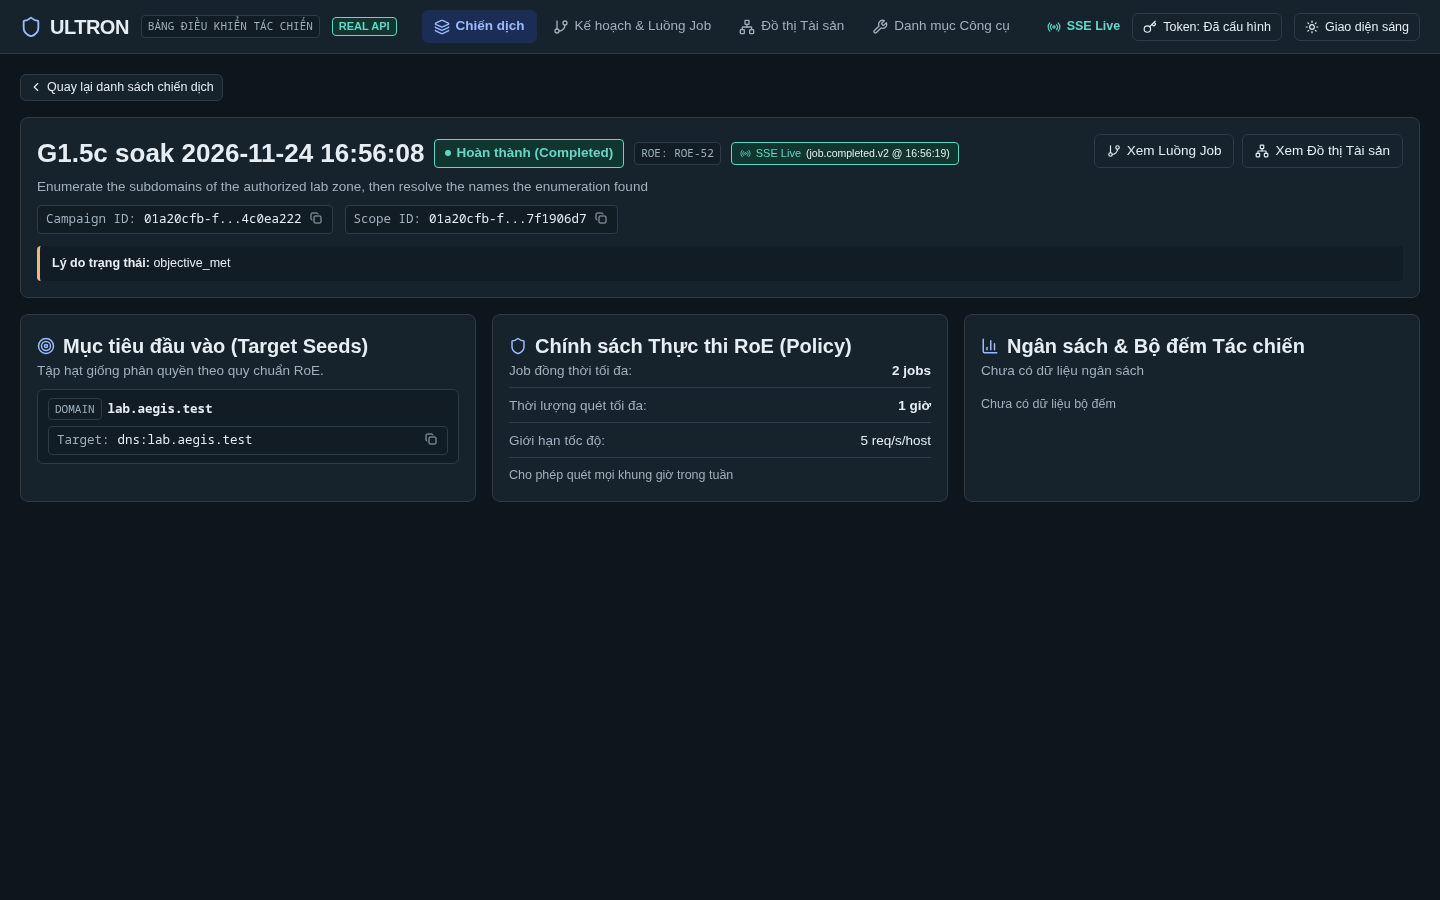 ULTRON BẢNG ĐIỀU KHIỂN TÁC CHIẾN REAL API Chiến dịch Kế hoạch & Luồng Job Đồ thị Tài sản Danh mục Công cụ SSE Live Token: Đã cấu hình Giao diện sáng
Quay lại danh sách chiến dịch
G1.5c soak 2026-11-24 16:56:08 Hoàn thành (Completed) ROE: ROE-52 SSE Live (job.completed.v2 @ 16:56:19) Xem Luồng Job Xem Đồ thị Tài sản
Enumerate the subdomains of the authorized lab zone, then resolve the names the enumeration found
Campaign ID: 01a20cfb-f...4c0ea222 Scope ID: 01a20cfb-f...7f1906d7
Lý do trạng thái: objective_met
Mục tiêu đầu vào (Target Seeds)
Tập hạt giống phân quyền theo quy chuẩn RoE.
DOMAIN lab.aegis.test
Target: dns:lab.aegis.test
Chính sách Thực thi RoE (Policy)
Job đồng thời tối đa: 2 jobs
Thời lượng quét tối đa: 1 giờ
Giới hạn tốc độ: 5 req/s/host
Cho phép quét mọi khung giờ trong tuần
Ngân sách & Bộ đếm Tác chiến
Chưa có dữ liệu ngân sách
Chưa có dữ liệu bộ đếm